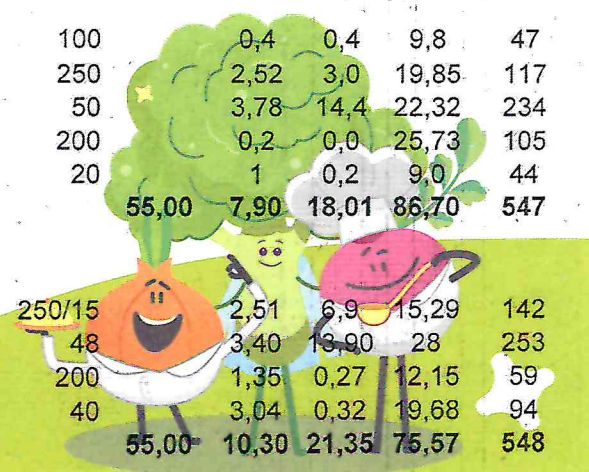 100 0,4 0,4 9,8 47
250 2,52 3,0 19,85 117
50 3,78 14,4 22,32 234
200 0,2 0,0 25,73 105
20 1 0,2 9,0 44
55,00 7,90 18,01 86,70 547
250/15 2,51 6,9 15,29 142
48 3,40 13,90 28 253
200 1,35 0,27 12,15 59
40 3,04 0,32 19,68 94
55,00 10,30 21,35 75,57 548